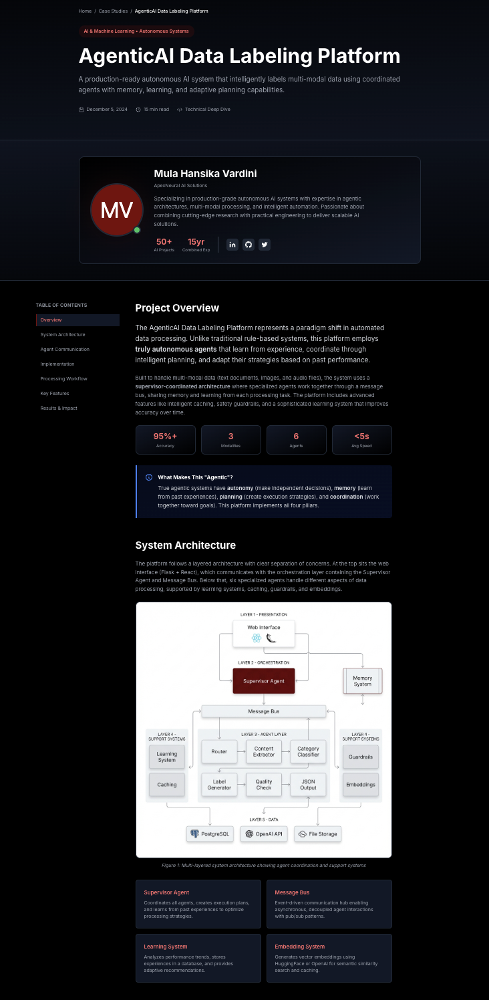 Home / Case Studies / AgenticAI Data Labeling Platform
AI & Machine Learning • Autonomous Systems
AgenticAI Data Labeling Platform
A production-ready autonomous AI system that intelligently labels multi-modal data using coordinated
agents with memory, learning, and adaptive planning capabilities.
December 5, 2024 15 min read Technical Deep Dive
MV
Mula Hansika Vardini
ApexNeural AI Solutions
Specializing in production-grade autonomous AI systems with expertise in agentic
architectures, multi-modal processing, and intelligent automation. Passionate about
combining cutting-edge research with practical engineering to deliver scalable AI
solutions.
50+ 15yr
AI Projects Combined Exp
TABLE OF CONTENTS
Overview
System Architecture
Agent Communication
Implementation
Processing Workflow
Key Features
Results & Impact
Project Overview
The AgenticAI Data Labeling Platform represents a paradigm shift in automated
data processing. Unlike traditional rule-based systems, this platform employs
truly autonomous agents that learn from experience, coordinate through
intelligent planning, and adapt their strategies based on past performance.
Built to handle multi-modal data (text documents, images, and audio files), the system uses a
supervisor-coordinated architecture where specialized agents work together through a message
bus, sharing memory and learning from each processing task. The platform includes advanced
features like intelligent caching, safety guardrails, and a sophisticated learning system that improves
accuracy over time.
95%+ 3 6 <5s
Accuracy Modalities Agents Avg Speed
What Makes This "Agentic"?
True agentic systems have autonomy (make independent decisions), memory (learn
from past experiences), planning (create execution strategies), and coordination (work
together toward goals). This platform implements all four pillars.
System Architecture
The platform follows a layered architecture with clear separation of concerns. At the top sits the web
interface (Flask + React), which communicates with the orchestration layer containing the Supervisor
Agent and Message Bus. Below that, six specialized agents handle different aspects of data
processing, supported by learning systems, caching, guardrails, and embeddings.
LAYER 1 - PRESENTATION
Web Interface
LAYER 2 - ORCHESTRATION
Supervisor Agent
Memory
System
Message Bus
LAYER 4 -
SUPPORT SYSTEMS
Learning
System
Caching
LAYER 3 - AGENT LAYER
Router
Content
Extractor
Category
Classifier
Label
Generator
Quality
Check
JSON
Output
LAYER 4 -
SUPPORT SYSTEMS
Guardrails
Embeddings
LAYER 5 - DATA
PostgreSQL OpenAI API File Storage
Figure 1: Multi-layered system architecture showing agent coordination and support systems
Supervisor Agent
Coordinates all agents, creates execution plans,
and learns from past experiences to optimize
processing strategies.
Message Bus
Event-driven communication hub enabling
asynchronous, decoupled agent interactions
with pub/sub patterns.
Learning System
Analyzes performance trends, stores
experiences in a database, and provides
adaptive recommendations.
Embedding System
Generates vector embeddings using
HuggingFace or OpenAI for semantic similarity
search and caching.